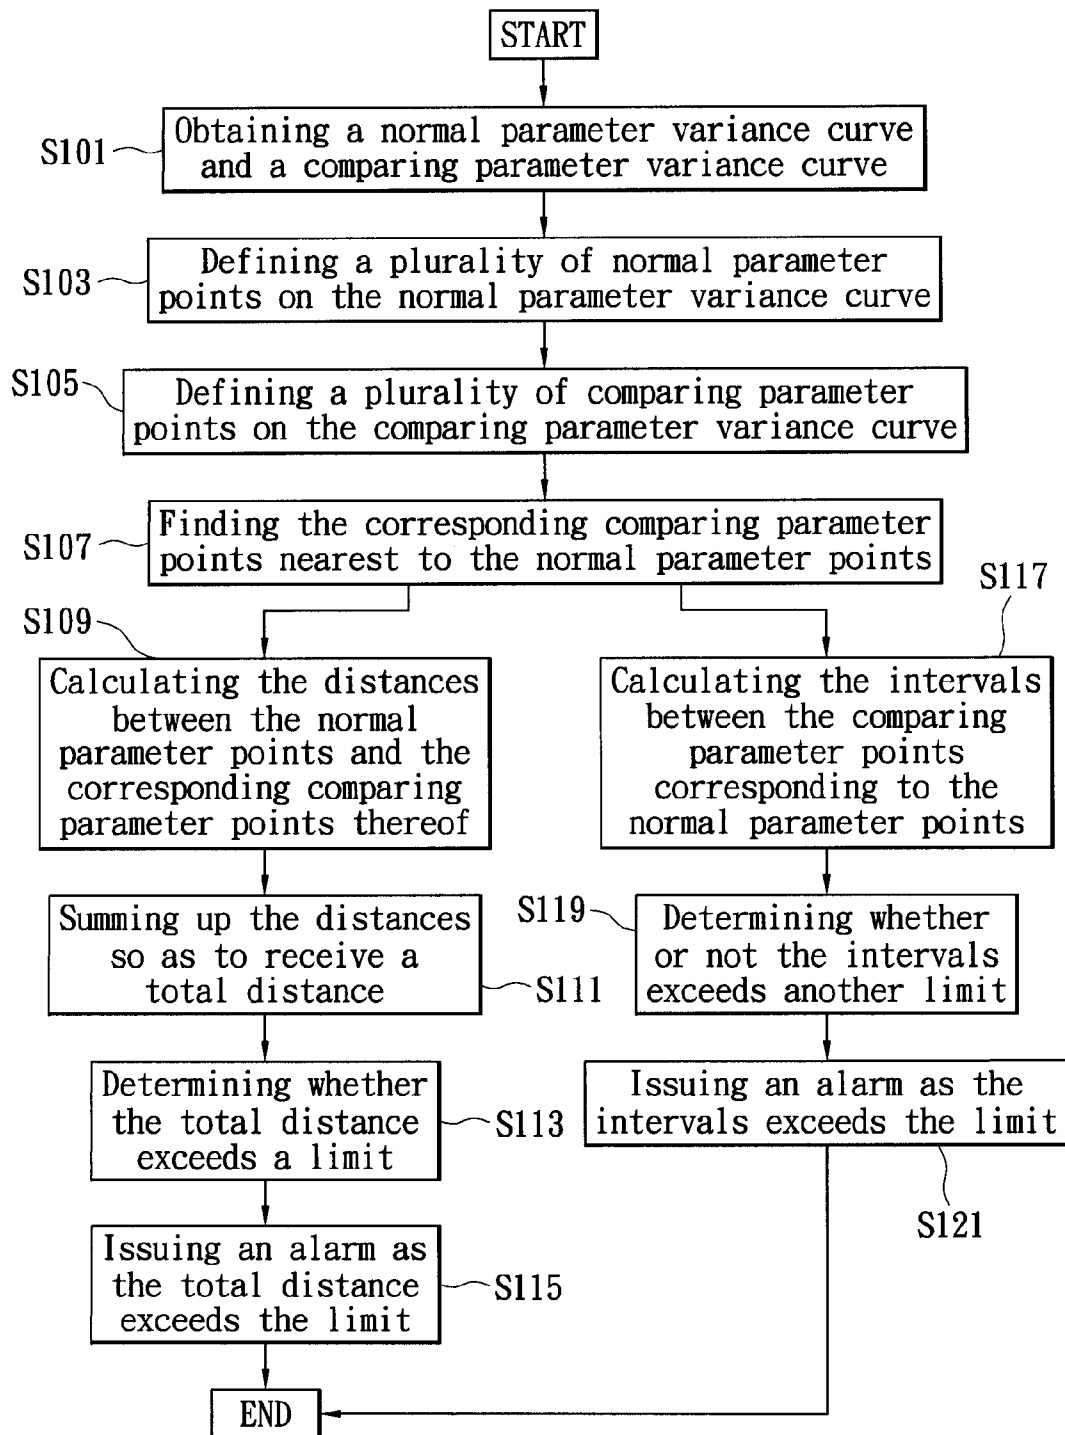 START
S101
Obtaining a normal parameter variance curve
and a comparing parameter variance curve
S103
Defining a plurality of normal parameter
points on the normal parameter variance curve
S105
Defining a plurality of comparing parameter
points on the comparing parameter variance curve
S107
Finding the corresponding comparing parameter
points nearest to the normal parameter points
S109
Calculating the distances
between the normal
parameter points and the
corresponding comparing
parameter points thereof
Summing up the distances
so as to receive a
total distance
S111
Determining whether
the total distance
exceeds a limit
S113
Issuing an alarm as
the total distance
exceeds the limit
S115
S117
Calculating the intervals
between the comparing
parameter points
corresponding to the
normal parameter points
S119
Determining whether
or not the intervals
exceeds another limit
Issuing an alarm as the
intervals exceeds the limit
S121
END